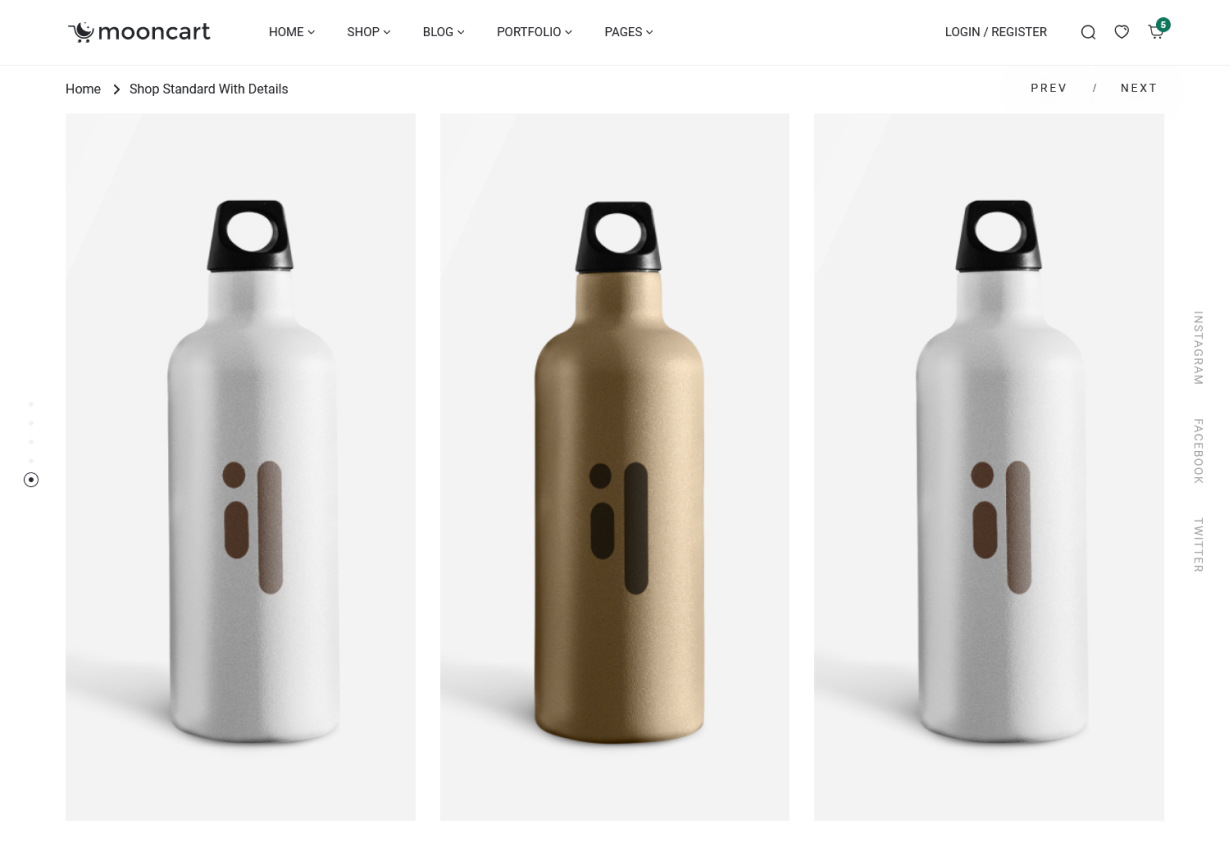 mooncart
HOME
SHOP
BLOG
PORTFOLIO
PAGES
LOGIN / REGISTER
5
Home
Shop Standard With Details
PREV / NEXT
INSTAGRAM
FACEBOOK
TWITTER